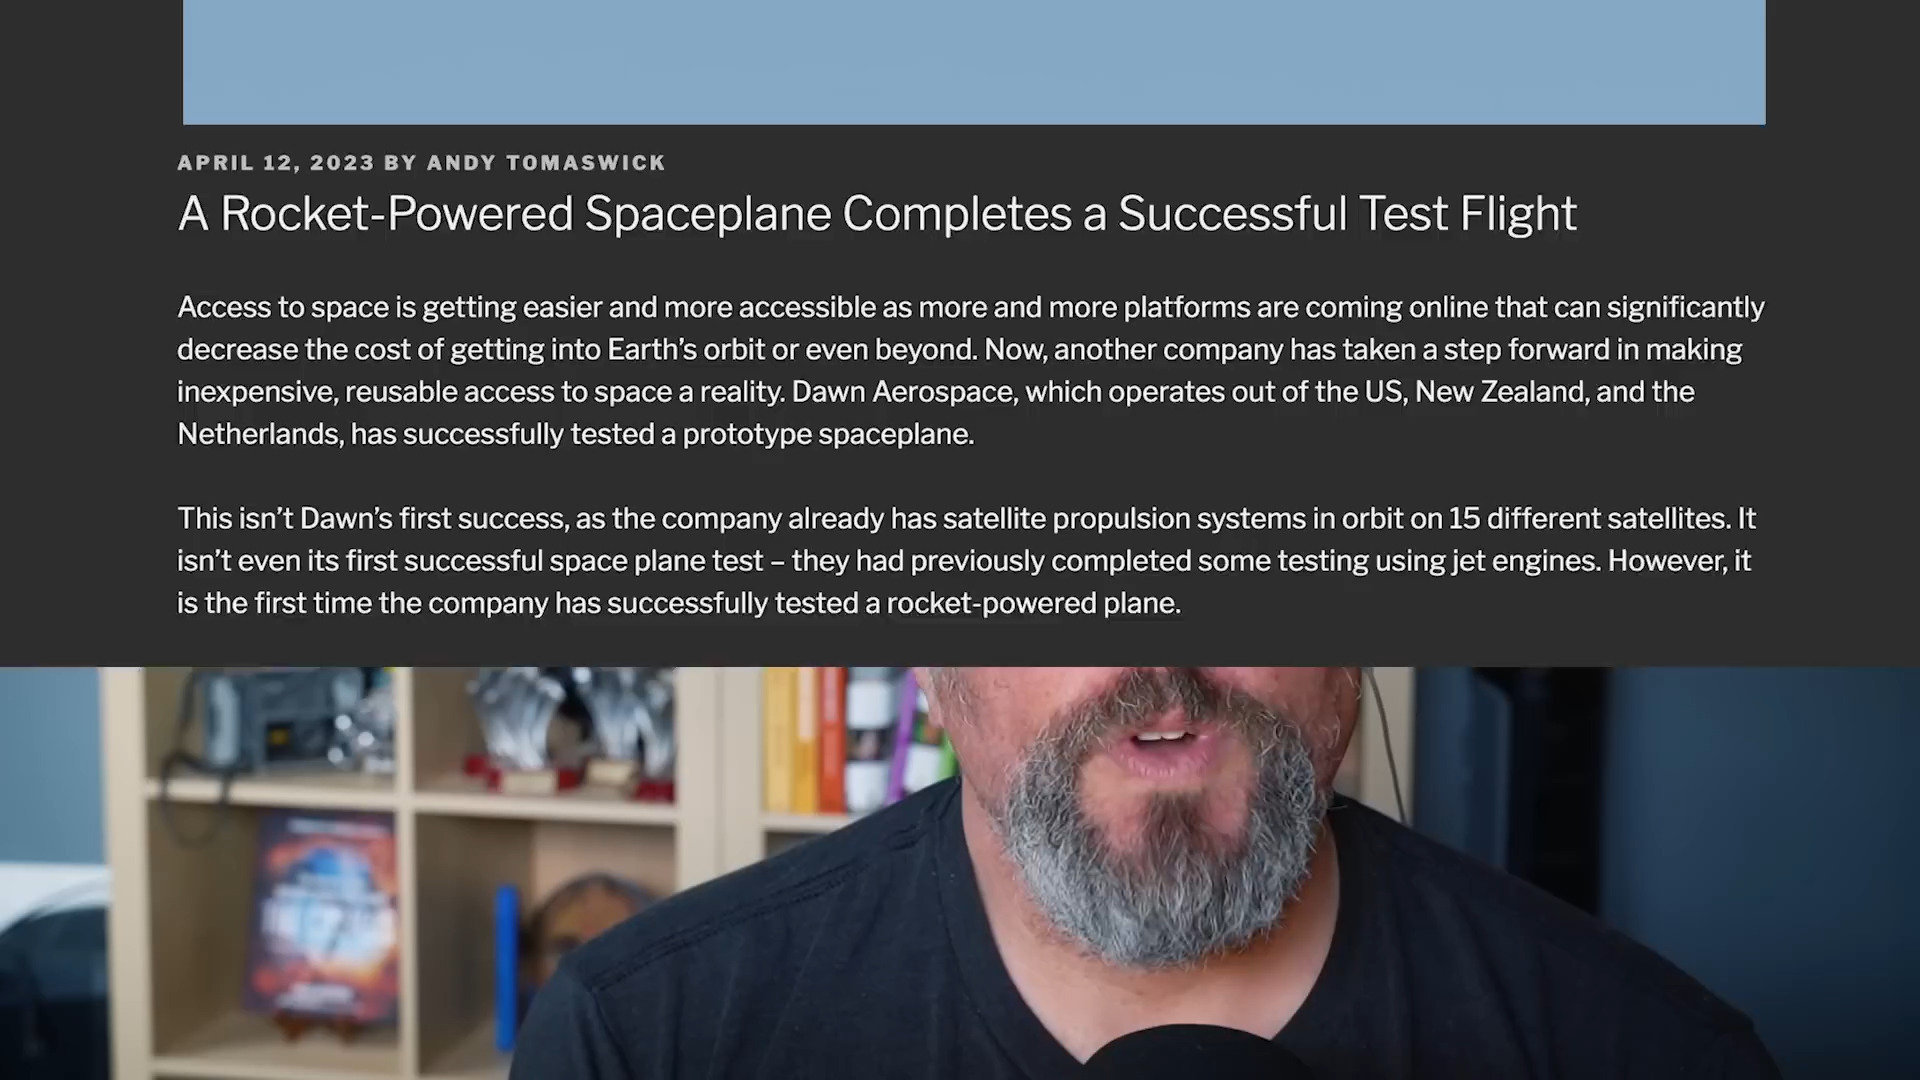 APRIL 12, 2023 BY ANDY TOMASWICK
A Rocket-Powered Spaceplane Completes a Successful Test Flight
Access to space is getting easier and more accessible as more and more platforms are coming online that can significantly
decrease the cost of getting into Earth’s orbit or even beyond. Now, another company has taken a step forward in making
inexpensive, reusable access to space a reality. Dawn Aerospace, which operates out of the US, New Zealand, and the
Netherlands, has successfully tested a prototype spaceplane.
This isn’t Dawn’s first success, as the company already has satellite propulsion systems in orbit on 15 different satellites. It
isn’t even its first successful space plane test – they had previously completed some testing using jet engines. However, it
is the first time the company has successfully tested a rocket-powered plane.